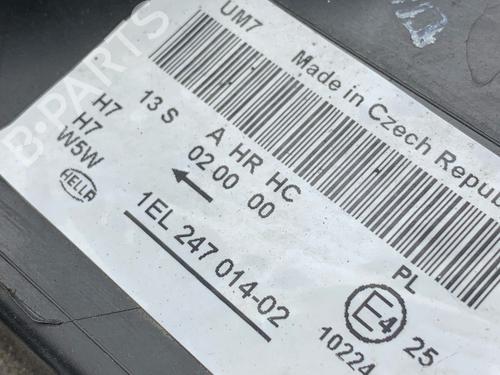 UM7
Made in Czech
H7
H7
W5W
HELLA
13 S
A HR HC
02 00 00
1EL 247 014-02
PL
E4
25
10224
B-PARTS